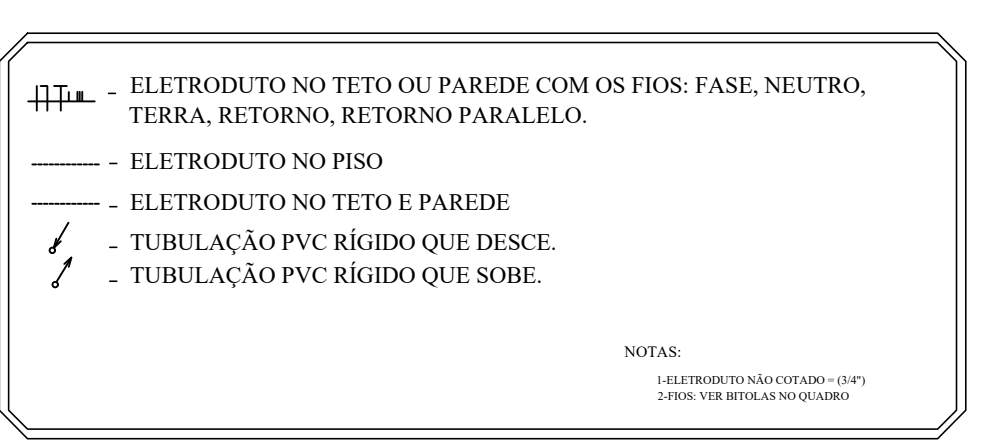 - ELETRODUTO NO TETO OU PAREDE COM OS FIOS: FASE, NEUTRO,
TERRA, RETORNO, RETORNO PARALELO.
- ELETRODUTO NO PISO
- ELETRODUTO NO TETO E PAREDE
- TUBULAÇÃO PVC RÍGIDO QUE DESCE.
- TUBULAÇÃO PVC RÍGIDO QUE SOBE.
NOTAS:
1-ELETRODUTO NÃO COTADO = (3/4")
2-FIOS: VER BITOLAS NO QUADRO